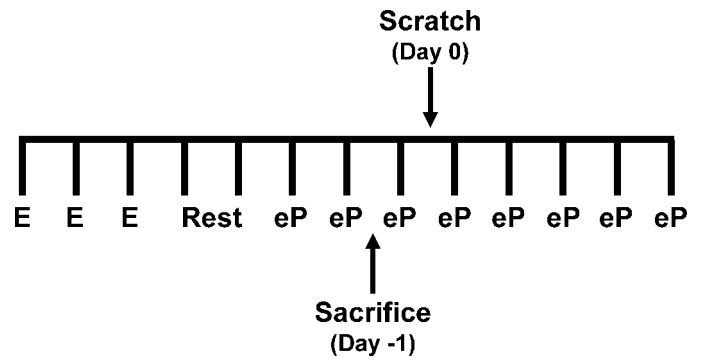 Scratch
(Day 0)
E E E Rest eP eP eP eP eP eP eP eP
Sacrifice
(Day -1)